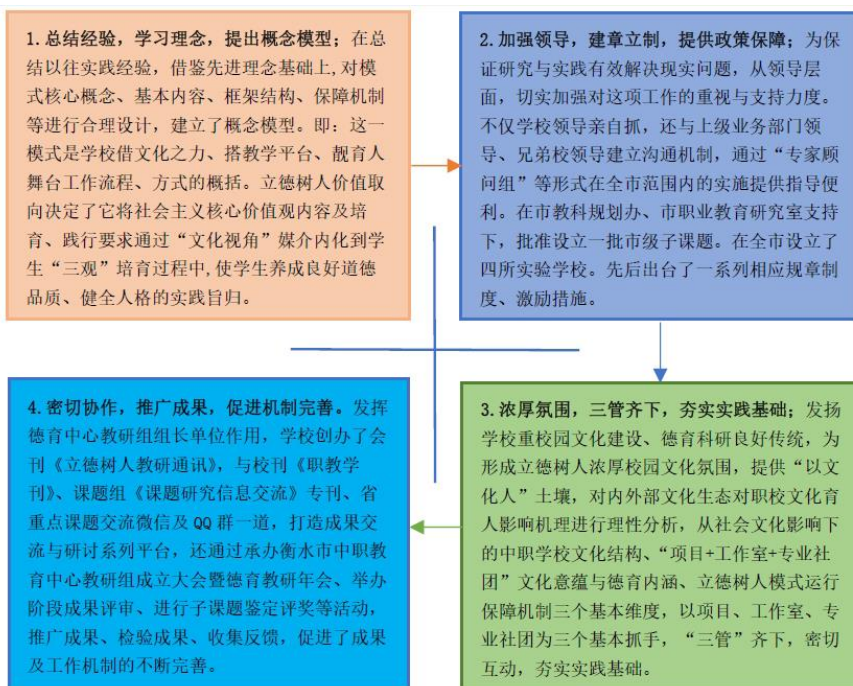 1.总结经验，学习理念，提出概念模型；在总
结以往实践经验，借鉴先进理念基础上,对模
式核心概念、基本内容、框架结构、保障机制
等进行合理设计，建立了概念模型。即：这一
模式是学校借文化之力、搭教学平台、靓育人
舞台工作流程、方式的概括。立德树人价值取
向决定了它将社会主义核心价值观内容及培
育、践行要求通过“文化视角”媒介内化到学
生“三观”培育过程中,使学生养成良好道德
品质、健全人格的实践旨归。
2.加强领导，建章立制，提供政策保障；为保
证研究与实践有效解决现实问题，从领导层
面，切实加强对这项工作的重视与支持力度。
不仅学校领导亲自抓，还与上级业务部门领
导、兄弟校领导建立沟通机制，通过“专家顾
问组”等形式在全市范围内的实施提供指导便
利。在市教科规划办、市职业教育研究室支持
下，批准设立一批市级子课题。在全市设立了
四所实验学校。先后出台了一系列相应规章制
度、激励措施。
3.浓厚氛围，三管齐下，夯实实践基础；发扬
学校重校园文化建设、德育科研良好传统，为
形成立德树人浓厚校园文化氛围，提供“以文
化人”土壤，对内外部文化生态对职校文化育
人影响机理进行理性分析，从社会文化影响下
的中职学校文化结构、“项目+工作室+专业社
团”文化意蕴与德育内涵、立德树人模式运行
保障机制三个基本维度，以项目、工作室、专
业社团为三个基本抓手，“三管”齐下，密切
互动，夯实实践基础。
4.密切协作，推广成果，促进机制完善。发挥
德育中心教研组组长单位作用，学校创办了会
刊《立德树人教研通讯》，与校刊《职教学
刊》、课题组《课题研究信息交流》专刊、省
重点课题交流微信及 QQ 群一道，打造成果交
流与研讨系列平台，还通过承办衡水市中职教
育中心教研组成立大会暨德育教研年会、举办
阶段成果评审、进行子课题鉴定评奖等活动，
推广成果、检验成果、收集反馈，促进了成果
及工作机制的不断完善。